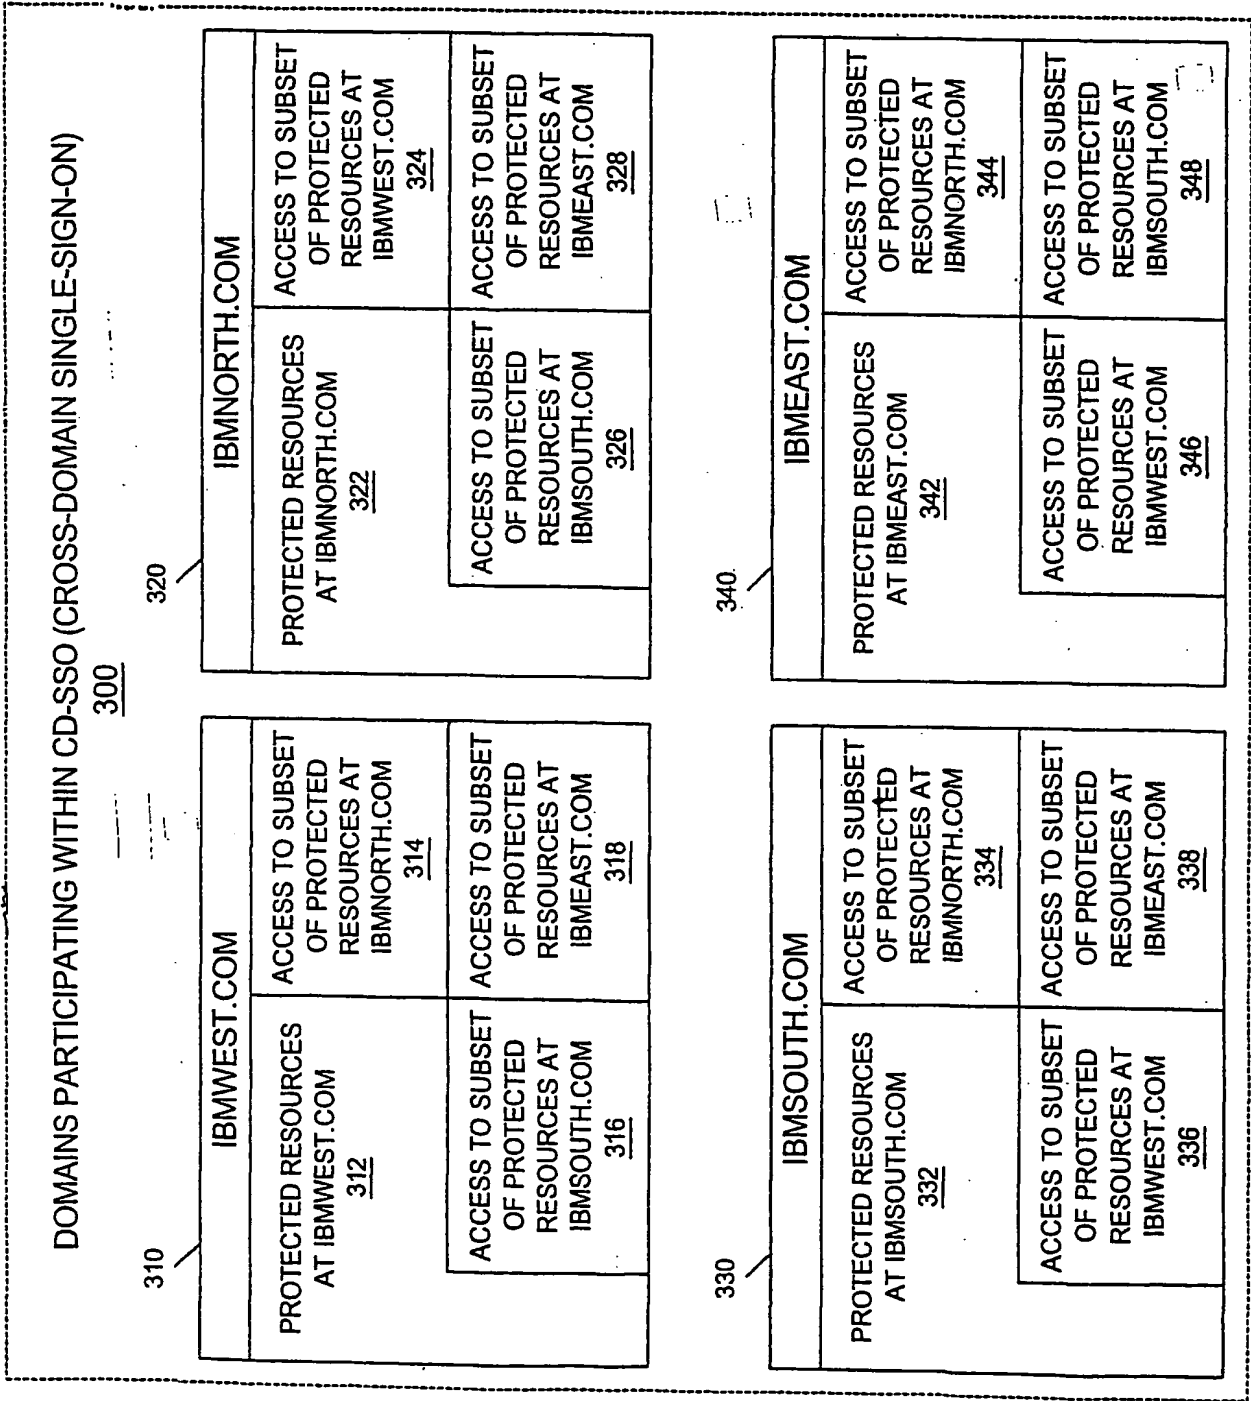 DOMAINS PARTICIPATING WITHIN CD-SSO (CROSS-DOMAIN SINGLE-SIGN-ON)
300
310
IBMWEST.COM
PROTECTED RESOURCES
AT IBMWEST.COM
312
ACCESS TO SUBSET
OF PROTECTED
RESOURCES AT
IBMNORTH.COM
314
ACCESS TO SUBSET
OF PROTECTED
RESOURCES AT
IBMSOUTH.COM
316
ACCESS TO SUBSET
OF PROTECTED
RESOURCES AT
IBMEAST.COM
318
320
IBMNORTH.COM
PROTECTED RESOURCES
AT IBMNORTH.COM
322
ACCESS TO SUBSET
OF PROTECTED
RESOURCES AT
IBMWEST.COM
324
ACCESS TO SUBSET
OF PROTECTED
RESOURCES AT
IBMSOUTH.COM
326
ACCESS TO SUBSET
OF PROTECTED
RESOURCES AT
IBMEAST.COM
328
330
IBMSOUTH.COM
PROTECTED RESOURCES
AT IBMSOUTH.COM
332
ACCESS TO SUBSET
OF PROTECTED
RESOURCES AT
IBMNORTH.COM
334
ACCESS TO SUBSET
OF PROTECTED
RESOURCES AT
IBMWEST.COM
336
ACCESS TO SUBSET
OF PROTECTED
RESOURCES AT
IBMEAST.COM
338
340
IBMEAST.COM
PROTECTED RESOURCES
AT IBMEAST.COM
342
ACCESS TO SUBSET
OF PROTECTED
RESOURCES AT
IBMNORTH.COM
344
ACCESS TO SUBSET
OF PROTECTED
RESOURCES AT
IBMWEST.COM
346
ACCESS TO SUBSET
OF PROTECTED
RESOURCES AT
IBMSOUTH.COM
348